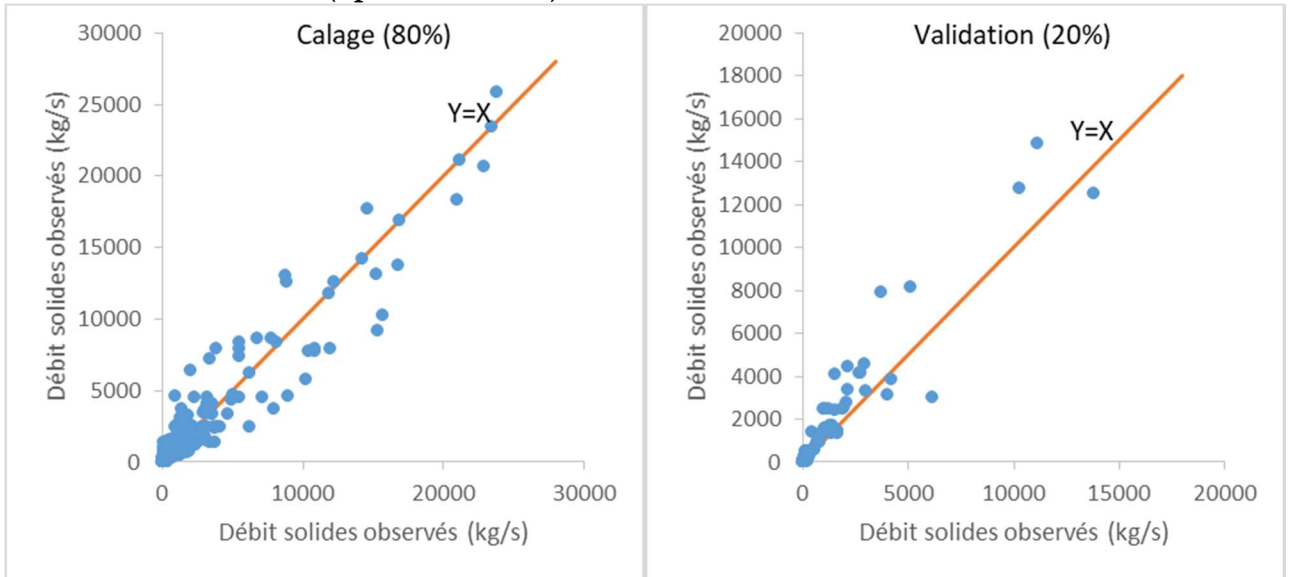 Calage (80%)
30000
25000
20000
15000
10000
5000
0
Y=X
0 10000 20000 30000
Débit solides observés (kg/s)
Débit solides observés (kg/s)
Validation (20%)
20000
18000
16000
14000
12000
10000
8000
6000
4000
2000
0
Y=X
0 5000 10000 15000 20000
Débit solides observés (kg/s)
Débit solides observés (kg/s)